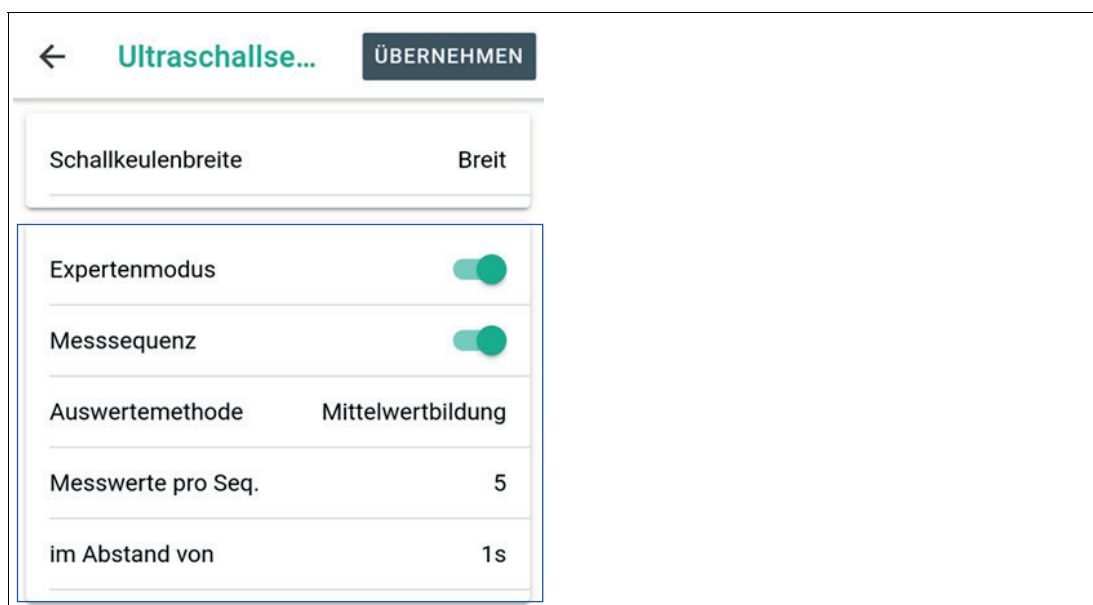 Ultraschallse... ÜBERNEHMEN
Schallkeulenbreite Breit
Expertenmodus
Messsequenz
Auswertemethode Mittelwertbildung
Messwerte pro Seq. 5
im Abstand von 1s